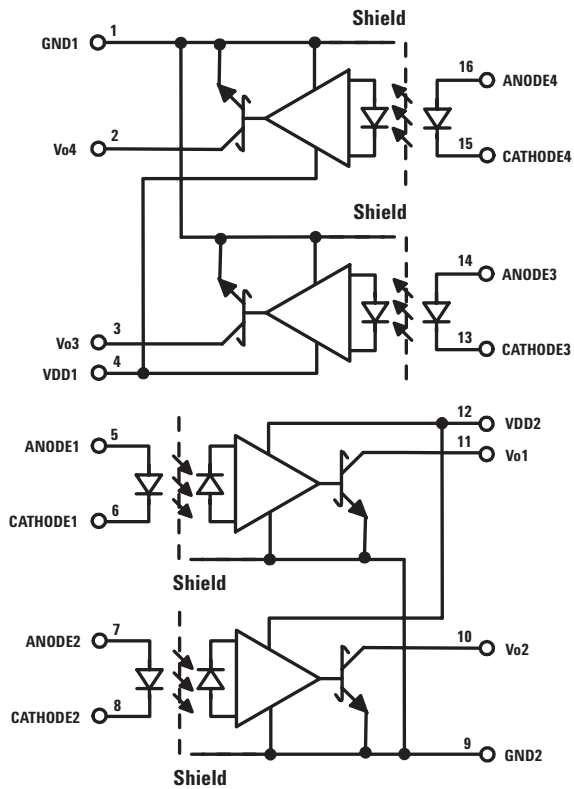 Shield
GND1 1
16 ANODE4
Vo4 2
15 CATHODE4
Shield
14 ANODE3
Vo3 3
13 CATHODE3
VDD1 4
12 VDD2
ANODE1 5
11 Vo1
CATHODE1 6
Shield
ANODE2 7
10 Vo2
CATHODE2 8
9 GND2
Shield